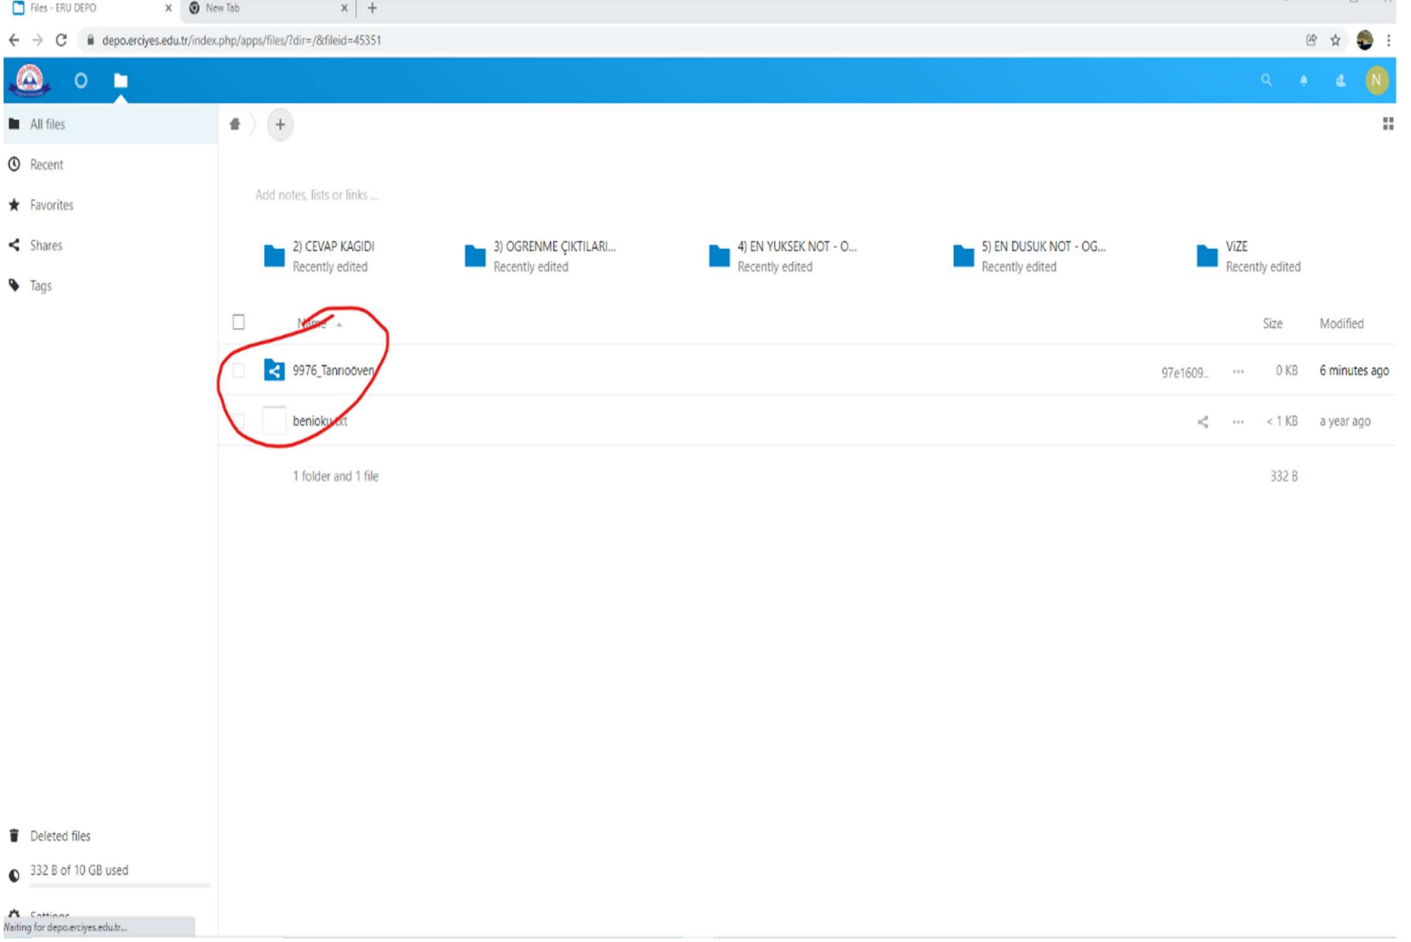 Files - ERU DEPO
New Tab
depo.erciyes.edu.tr/index.php/apps/files/?dir=/&fileid=45351
N
All files
Recent
Add notes, lists or links ...
Favorites
Shares
2) CEVAP KAGIDI
Recently edited
3) OGRENME ÇIKTILARI...
Recently edited
4) EN YUKSEK NOT - O...
Recently edited
5) EN DUSUK NOT - OG...
Recently edited
VİZE
Recently edited
Tags
Name
Size
Modified
9976_Tanrıööven
97e1609..
0 KB
6 minutes ago
benioku.txt
< 1 KB
a year ago
1 folder and 1 file
332 B
Deleted files
332 B of 10 GB used
Settings
Waiting for depo.erciyes.edu.tr...